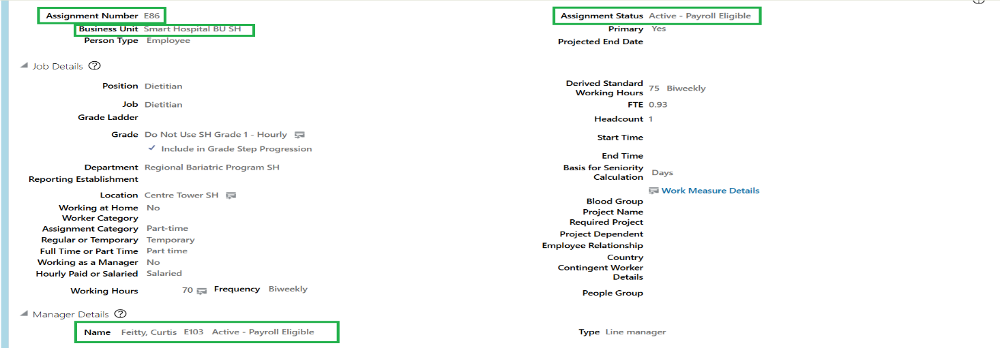 Assignment Number E86
Assignment Status Active - Payroll Eligible
Business Unit Smart Hospital BU SH
Primary Yes
Person Type Employee
Projected End Date
Job Details ?
Position Dietitian
Derived Standard Working Hours 75 Biweekly
Job Dietitian
FTE 0.93
Grade Ladder
Headcount 1
Grade Do Not Use SH Grade 1 - Hourly
Start Time
Include in Grade Step Progression
End Time
Department Regional Bariatric Program SH
Basis for Seniority Calculation Days
Reporting Establishment
Work Measure Details
Location Centre Tower SH
Blood Group
Working at Home No
Project Name
Worker Category
Required Project
Assignment Category Part-time
Project Dependent
Regular or Temporary Temporary
Employee Relationship
Full Time or Part Time Part time
Country
Working as a Manager No
Contingent Worker Details
Hourly Paid or Salaried Salaried
Working Hours 70 Frequency Biweekly
People Group
Manager Details ?
Name Feitty, Curtis E103 Active - Payroll Eligible
Type Line manager